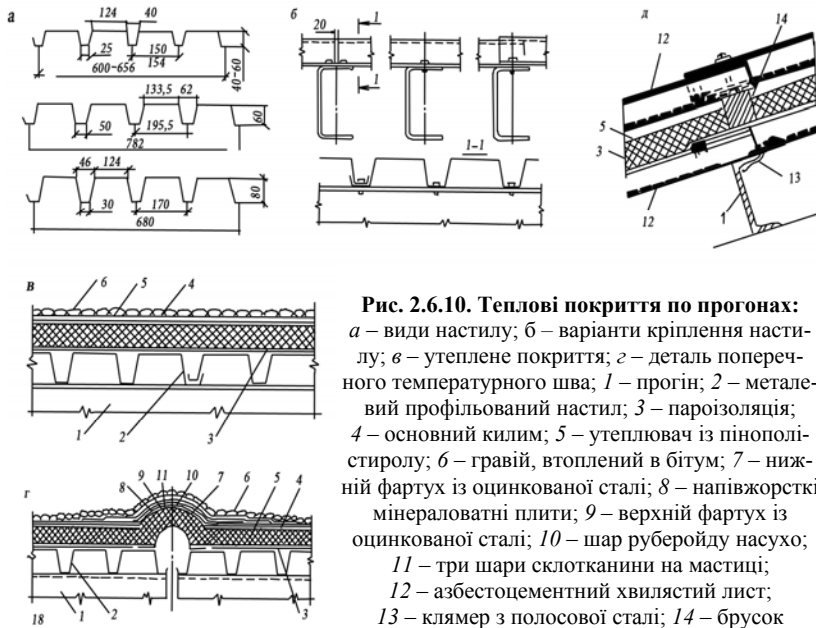 а
124 40
25 150
600-656 154
40-60
133,5 62
50 195,5
60
782
46 124
30 170
80
680
б
20
1
1
1-1
д
12
14
5
3
12
1
13
в
6 5 4
1 2 3
г
9 11 10
8 7 6 5 4
18 1 2 3
Рис. 2.6.10. Теплові покриття по прогонах:
а – види настилу; б – варіанти кріплення насти-
лу; в – утеплене покриття; г – деталь попереч-
ного температурного шва; 1 – прогін; 2 – метале-
вий профільований настил; 3 – пароізоляція;
4 – основний килим; 5 – утеплювач із пінополі-
стиролу; 6 – гравій, втоплений в бітум; 7 – ниж-
ній фартух із оцинкованої сталі; 8 – напівжорсткі
мінераловатні плити; 9 – верхній фартух із
оцинкованої сталі; 10 – шар руберойду насухо;
11 – три шари склотканини на мастиці;
12 – азбестоцементний хвилястий лист;
13 – клямер з полосової сталі; 14 – брусок